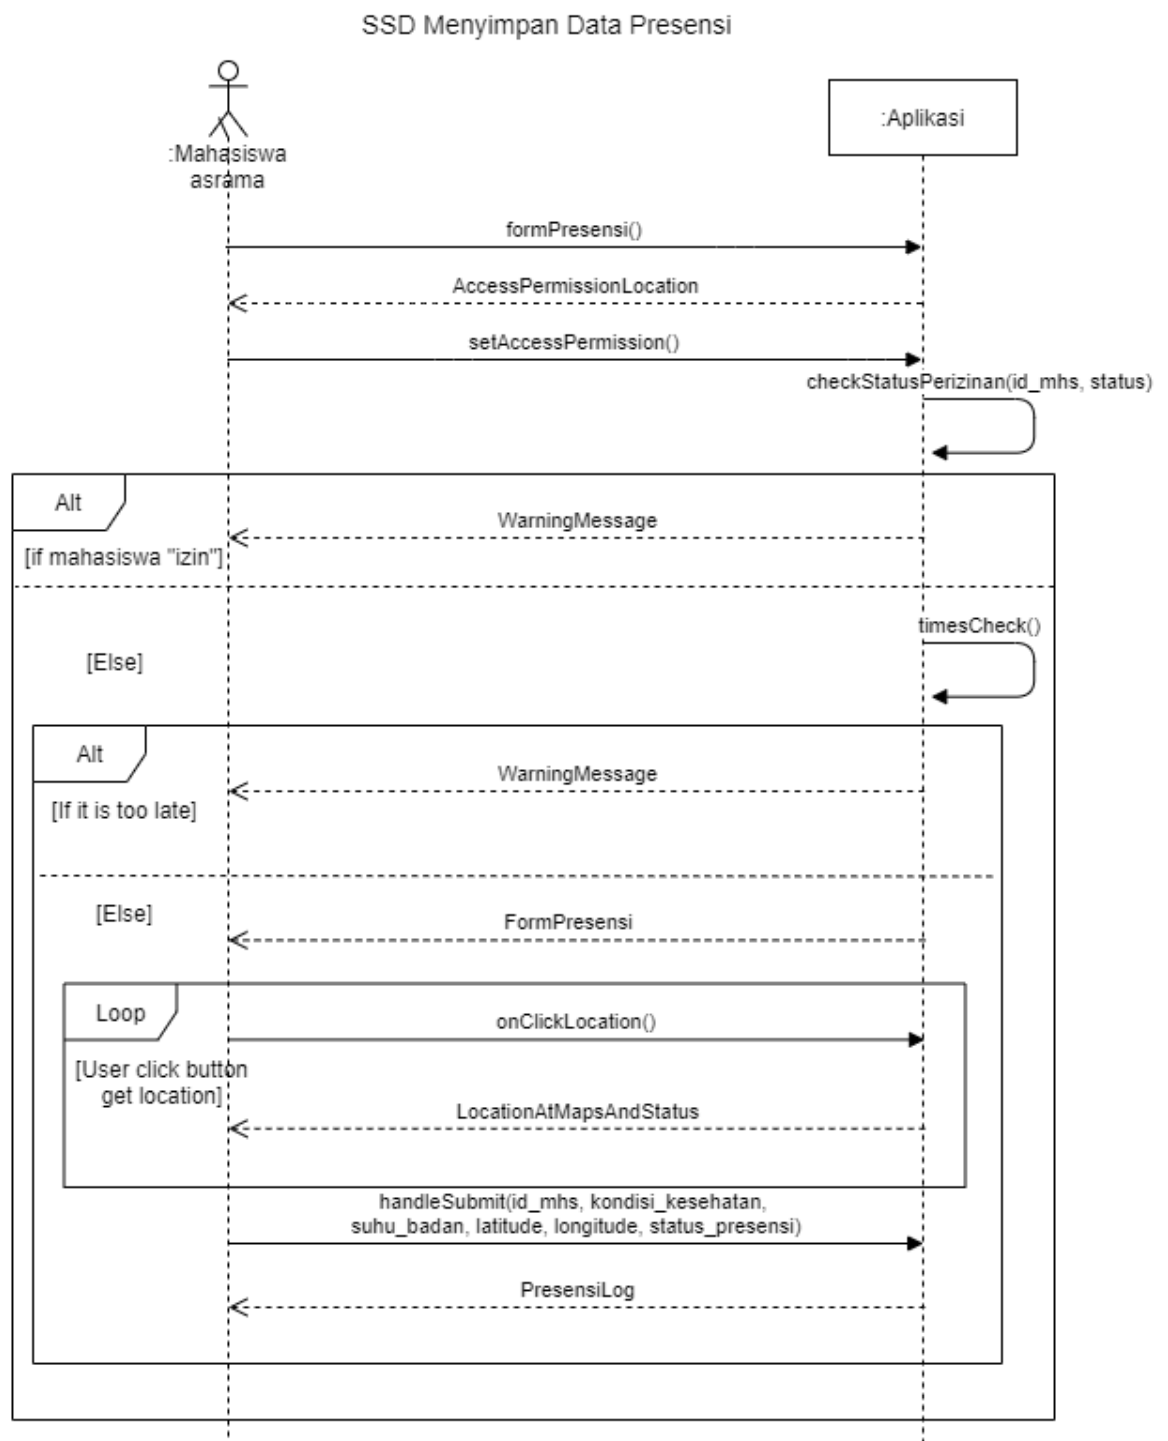 SSD Menyimpan Data Presensi
:Mahasiswa
asrama
:Aplikasi
formPresensi()
AccessPermissionLocation
setAccessPermission()
checkStatusPerizinan(id_mhs, status)
Alt
WarningMessage
[if mahasiswa "izin"]
timesCheck()
[Else]
Alt
WarningMessage
[If it is too late]
[Else]
FormPresensi
Loop
onClickLocation()
[User click button
get location]
LocationAtMapsAndStatus
handleSubmit(id_mhs, kondisi_kesehatan,
suhu_badan, latitude, longitude, status_presensi)
PresensiLog